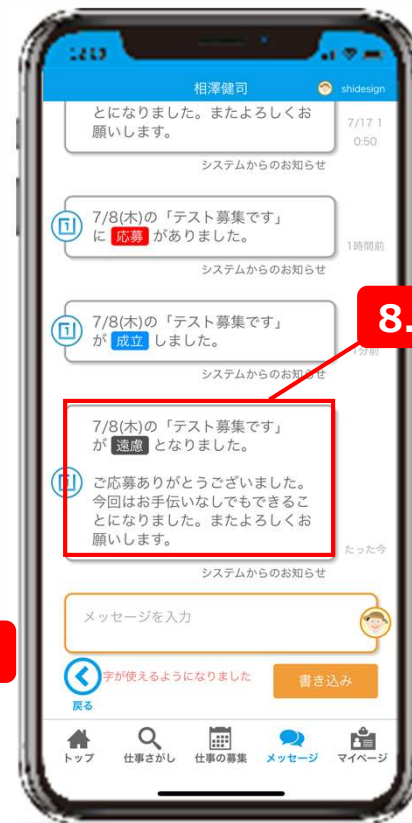 相澤健司
shidesign
とになりました。またよろしくお
願いします。
7/17 1
0:50
システムからのお知らせ
7/8(木)の「テスト募集です」
に 応募 がありました。
1時間前
システムからのお知らせ
7/8(木)の「テスト募集です」
が 成立 しました。
8.
1分前
システムからのお知らせ
7/8(木)の「テスト募集です」
が 遠慮 となりました。
ご応募ありがとうございました。
今回はお手伝いなしでもできるこ
とになりました。またよろしくお
願いします。
たった今
システムからのお知らせ
メッセージを入力
字が使えるようになりました
書き込み
戻る
トップ 仕事さがし 仕事の募集 メッセージ マイページ